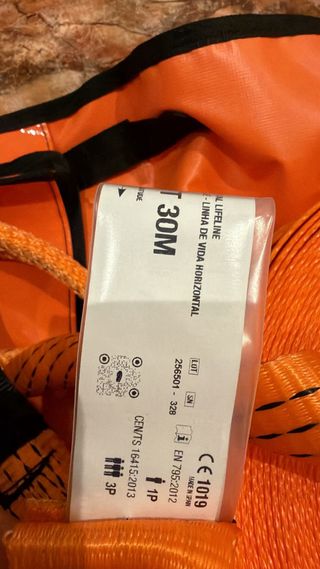 AL LIFELINE
- LINHA DE VIDA HORIZONTAL
T 30M
LOT SN
256501 - 328
EN 795:2012
1P
CEN/TS 16415:2013
3P
CE 1019
MADE IN SPAIN